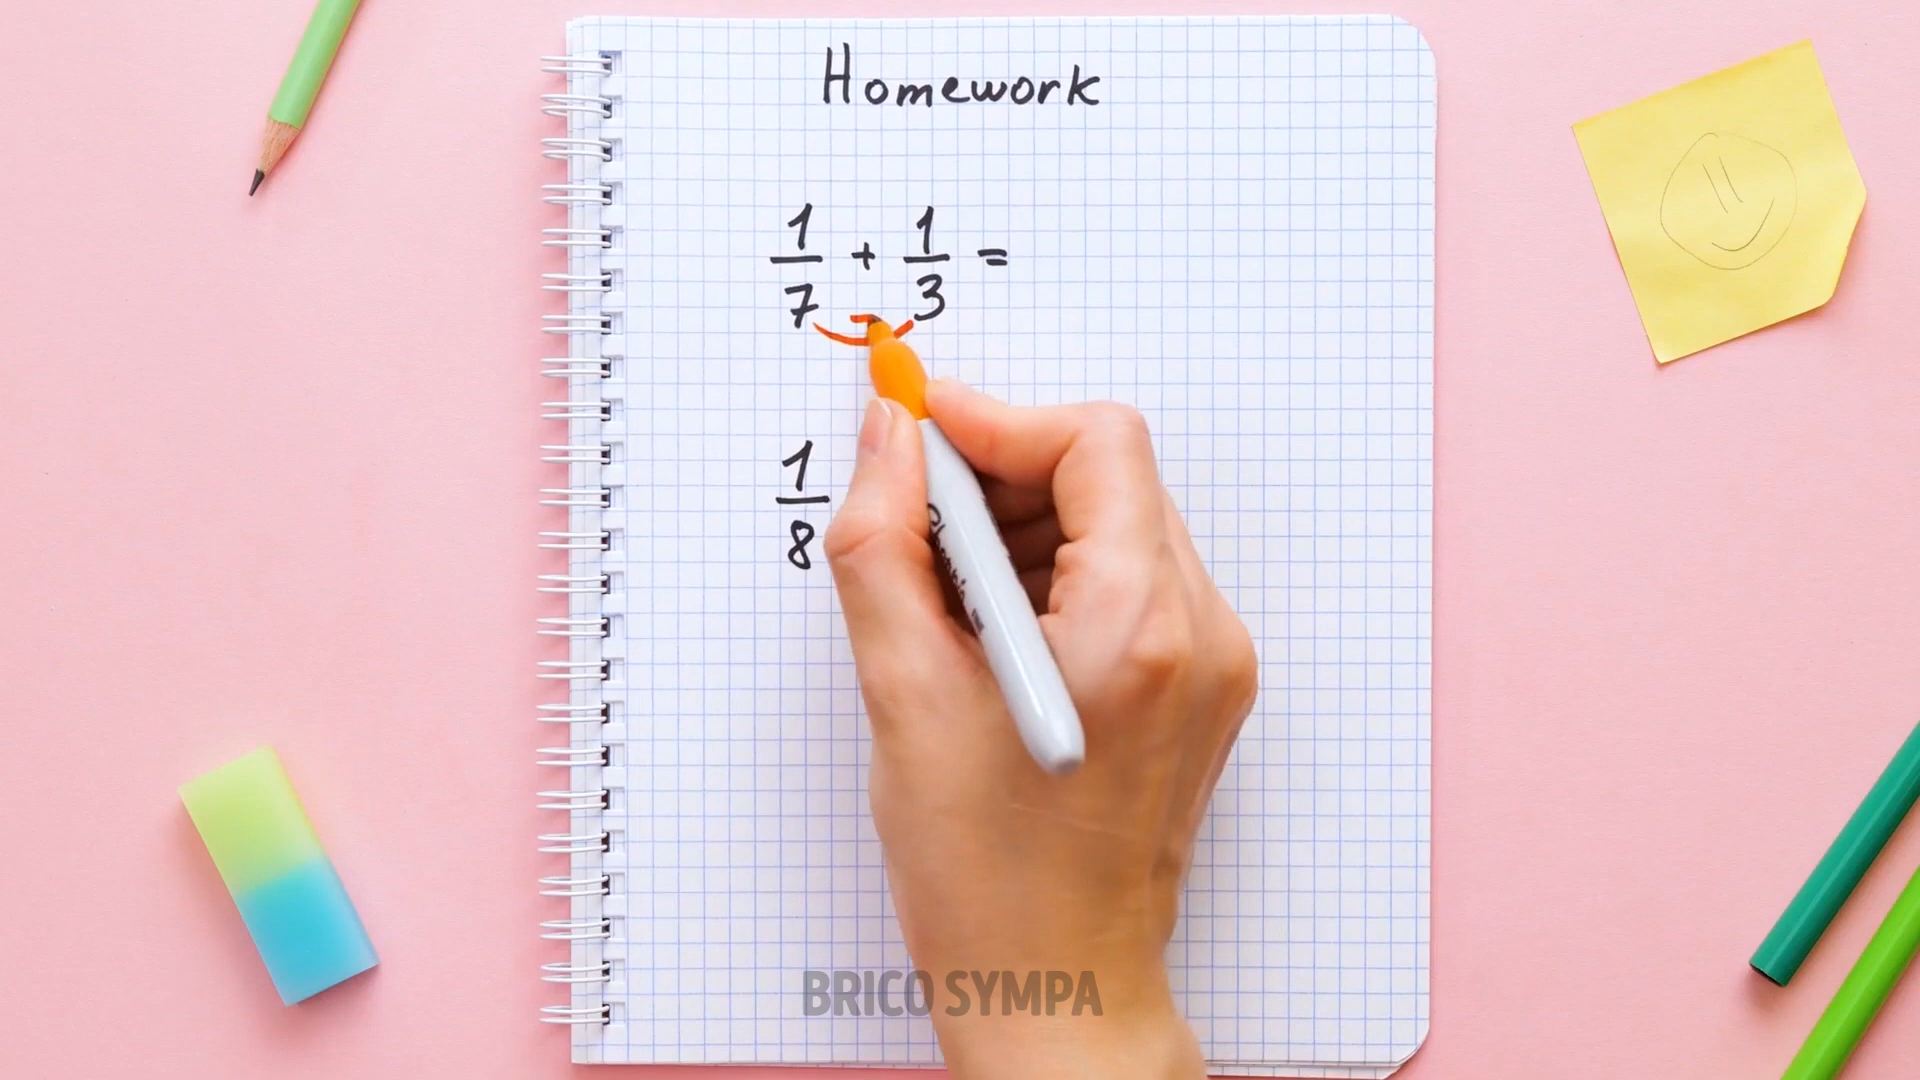 Homework
1/7 + 1/3 =
1/8
BRICO SYMPA